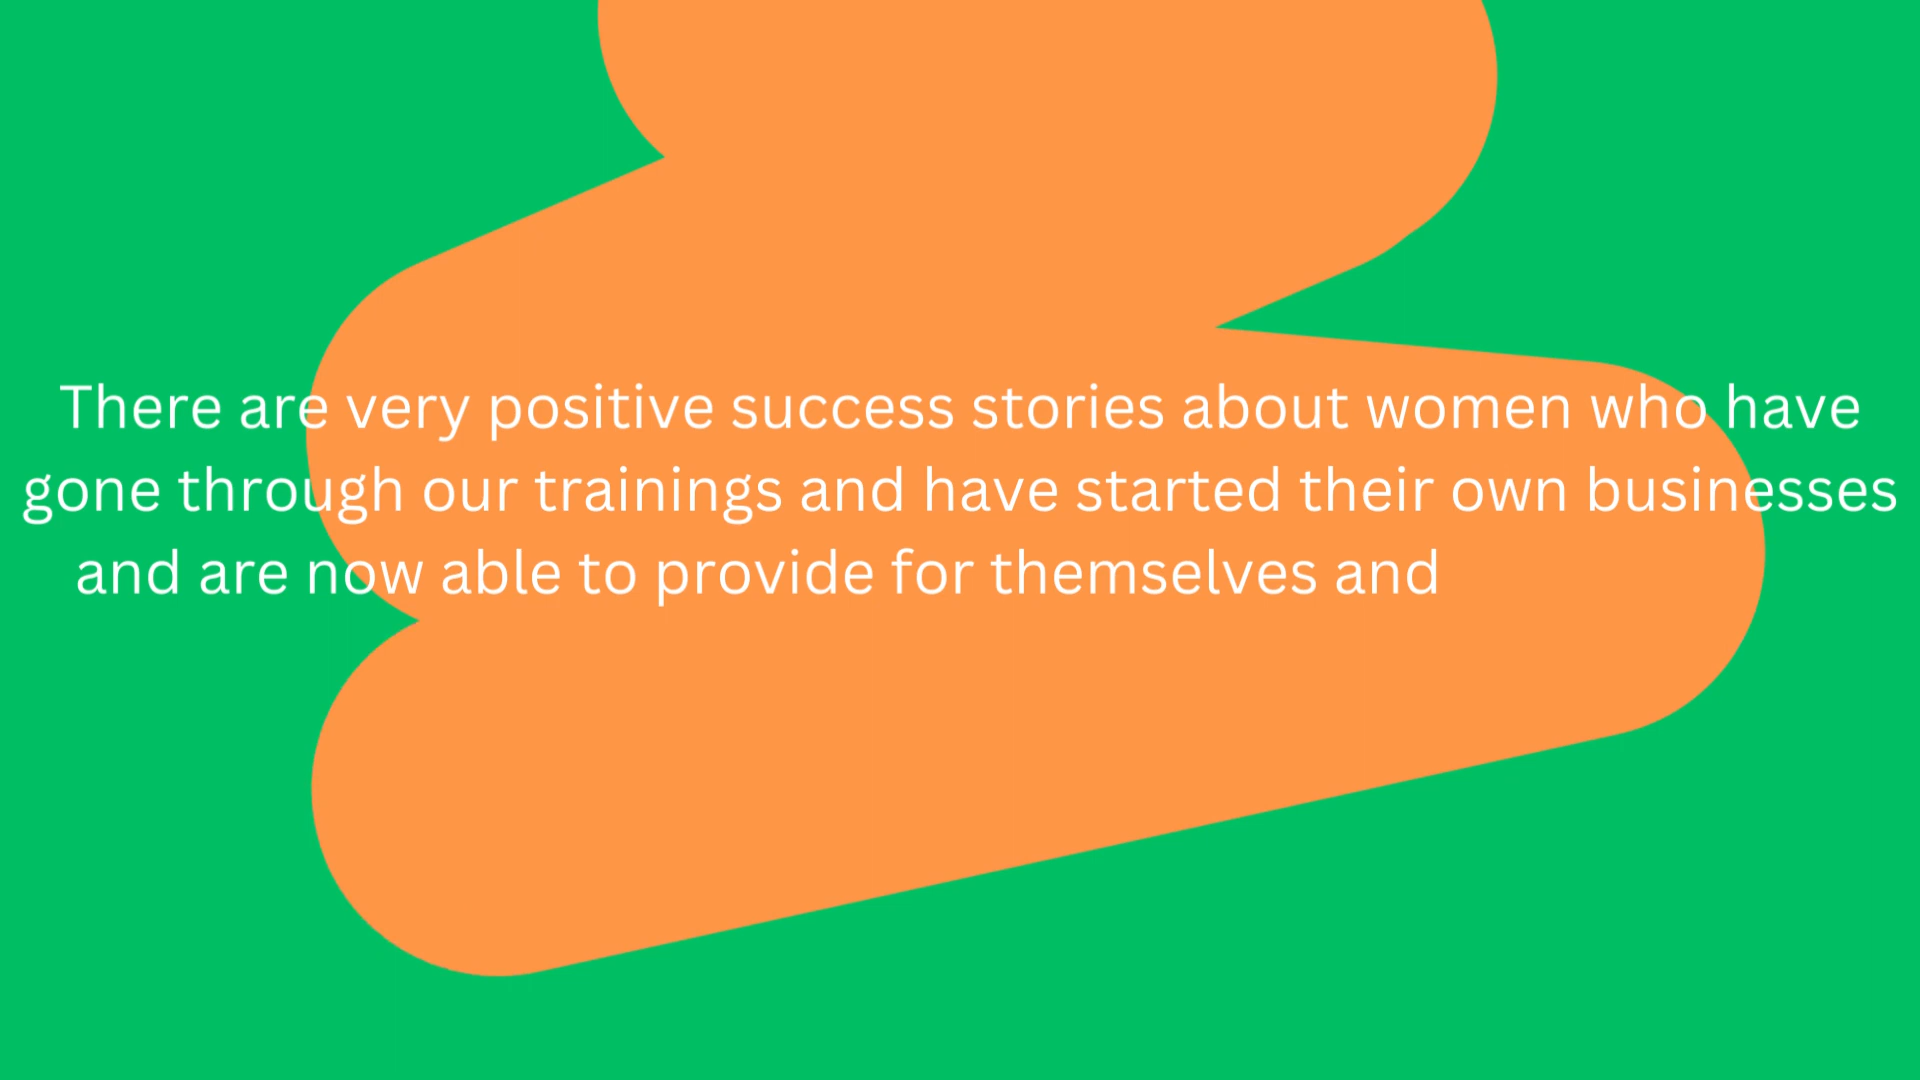 There are very positive success stories about women who have
gone through our trainings and have started their own businesses
and are now able to provide for themselves and